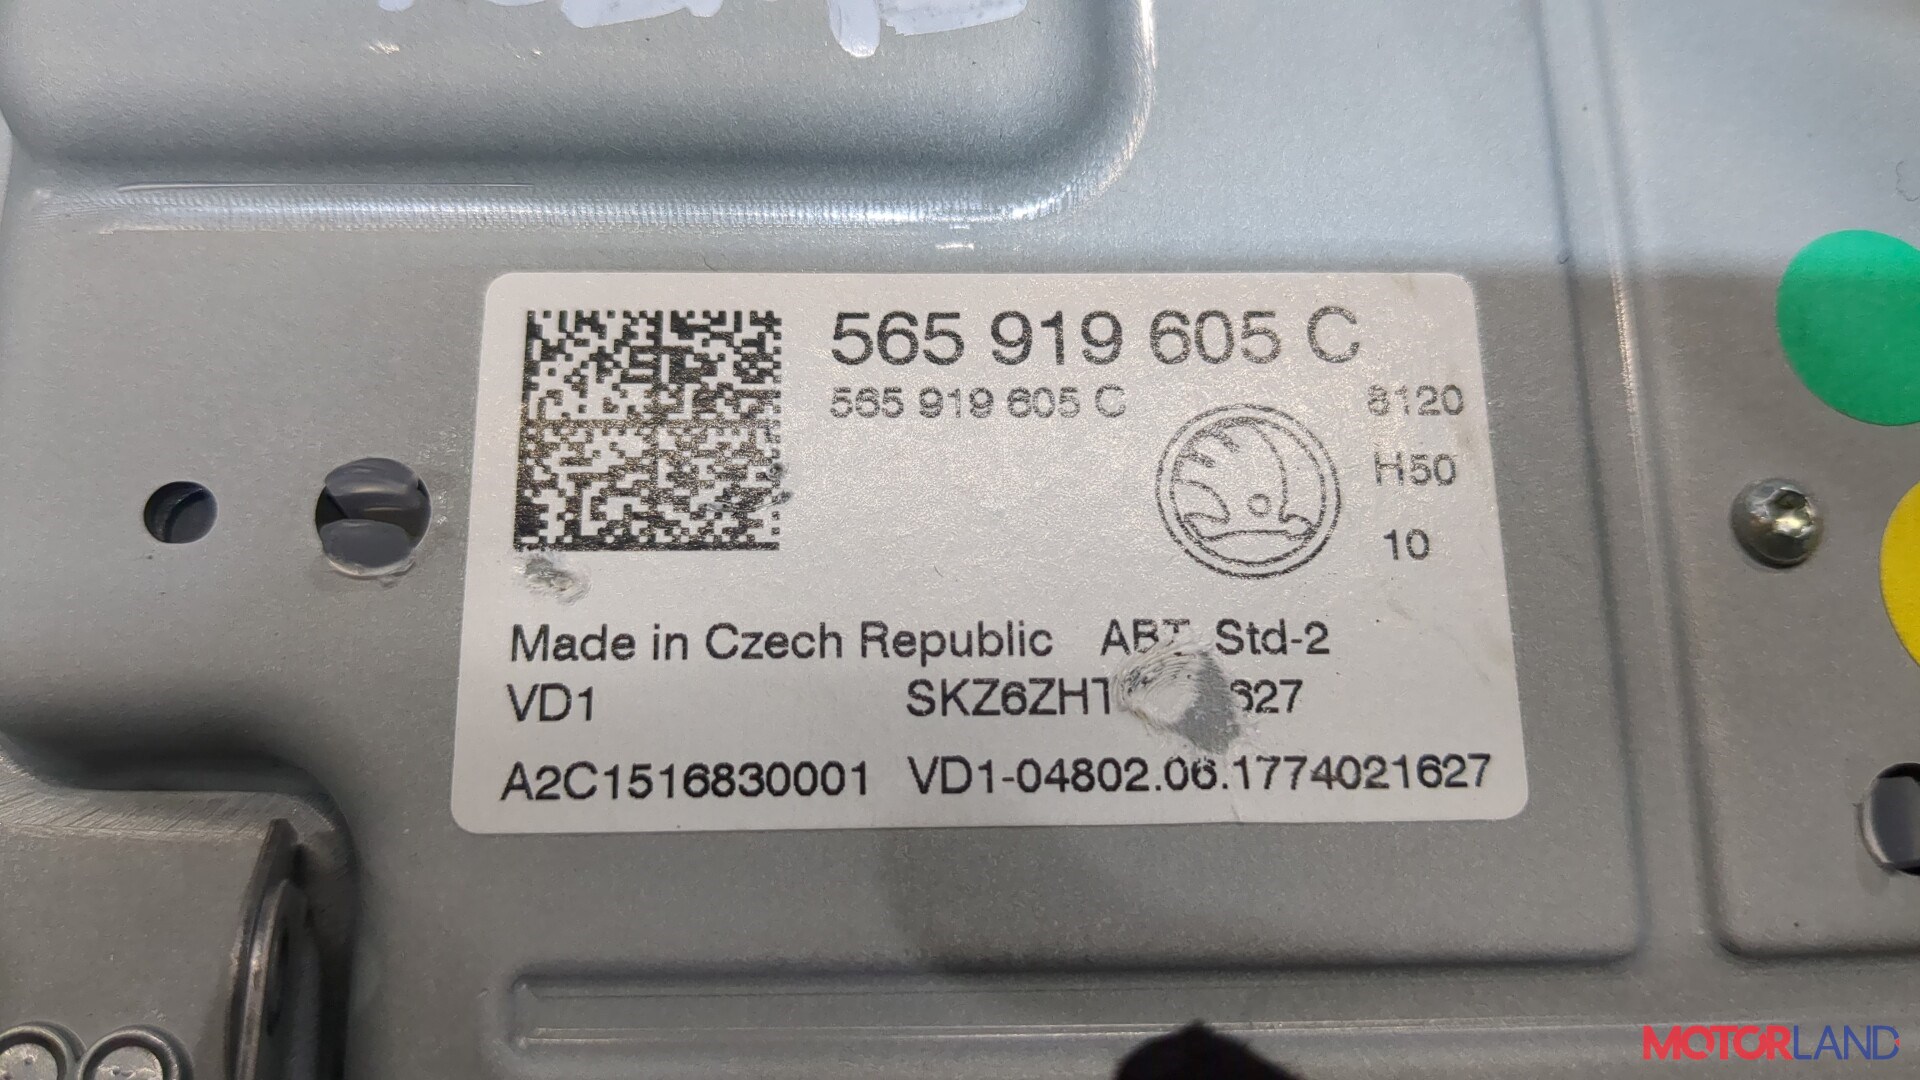 565 919 605 C
565 919 605 C
8120
H50
10
Made in Czech Republic ABT Std-2
VD1
A2C1516830001 VD1-04802.06.1774021627
MOTORLAND